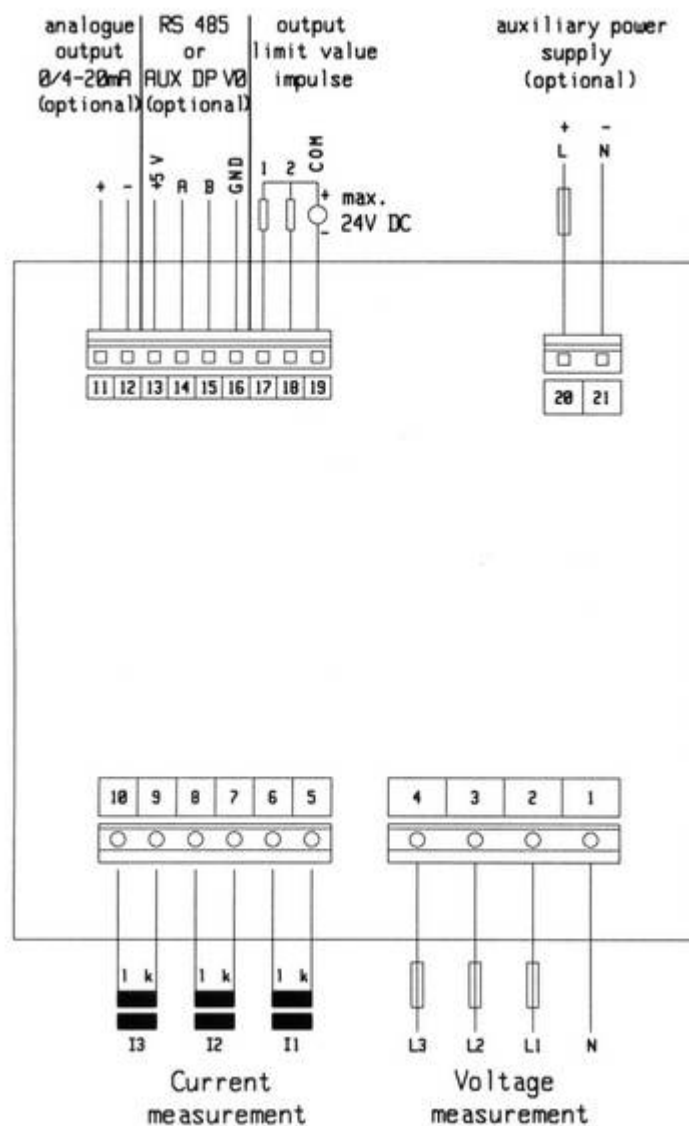 analogue
output
0/4-20mA
(optional)
RS 485
or
AUX DP V0
(optional)
output
limit value
impulse
auxiliary power
supply
(optional)
+ - +5 V A B GND 1 2 COM
+ max.
- 24V DC
+ -
L N
11 12 13 14 15 16 17 18 19
20 21
10 9 8 7 6 5
4 3 2 1
l k l k l k
I3 I2 I1
L3 L2 L1 N
Current
measurement
Voltage
measurement